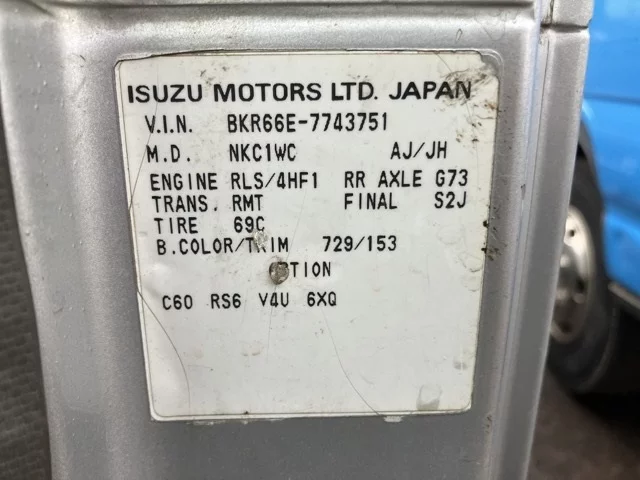 ISUZU MOTORS LTD. JAPAN
V.I.N. BKR66E-7743751
M.D. NKC1WC AJ/JH
ENGINE RLS/4HF1 RR AXLE G73
TRANS. RMT FINAL S2J
TIRE 69C
B.COLOR/TRIM 729/153
OPTION
C60 RS6 V4U 6XQ